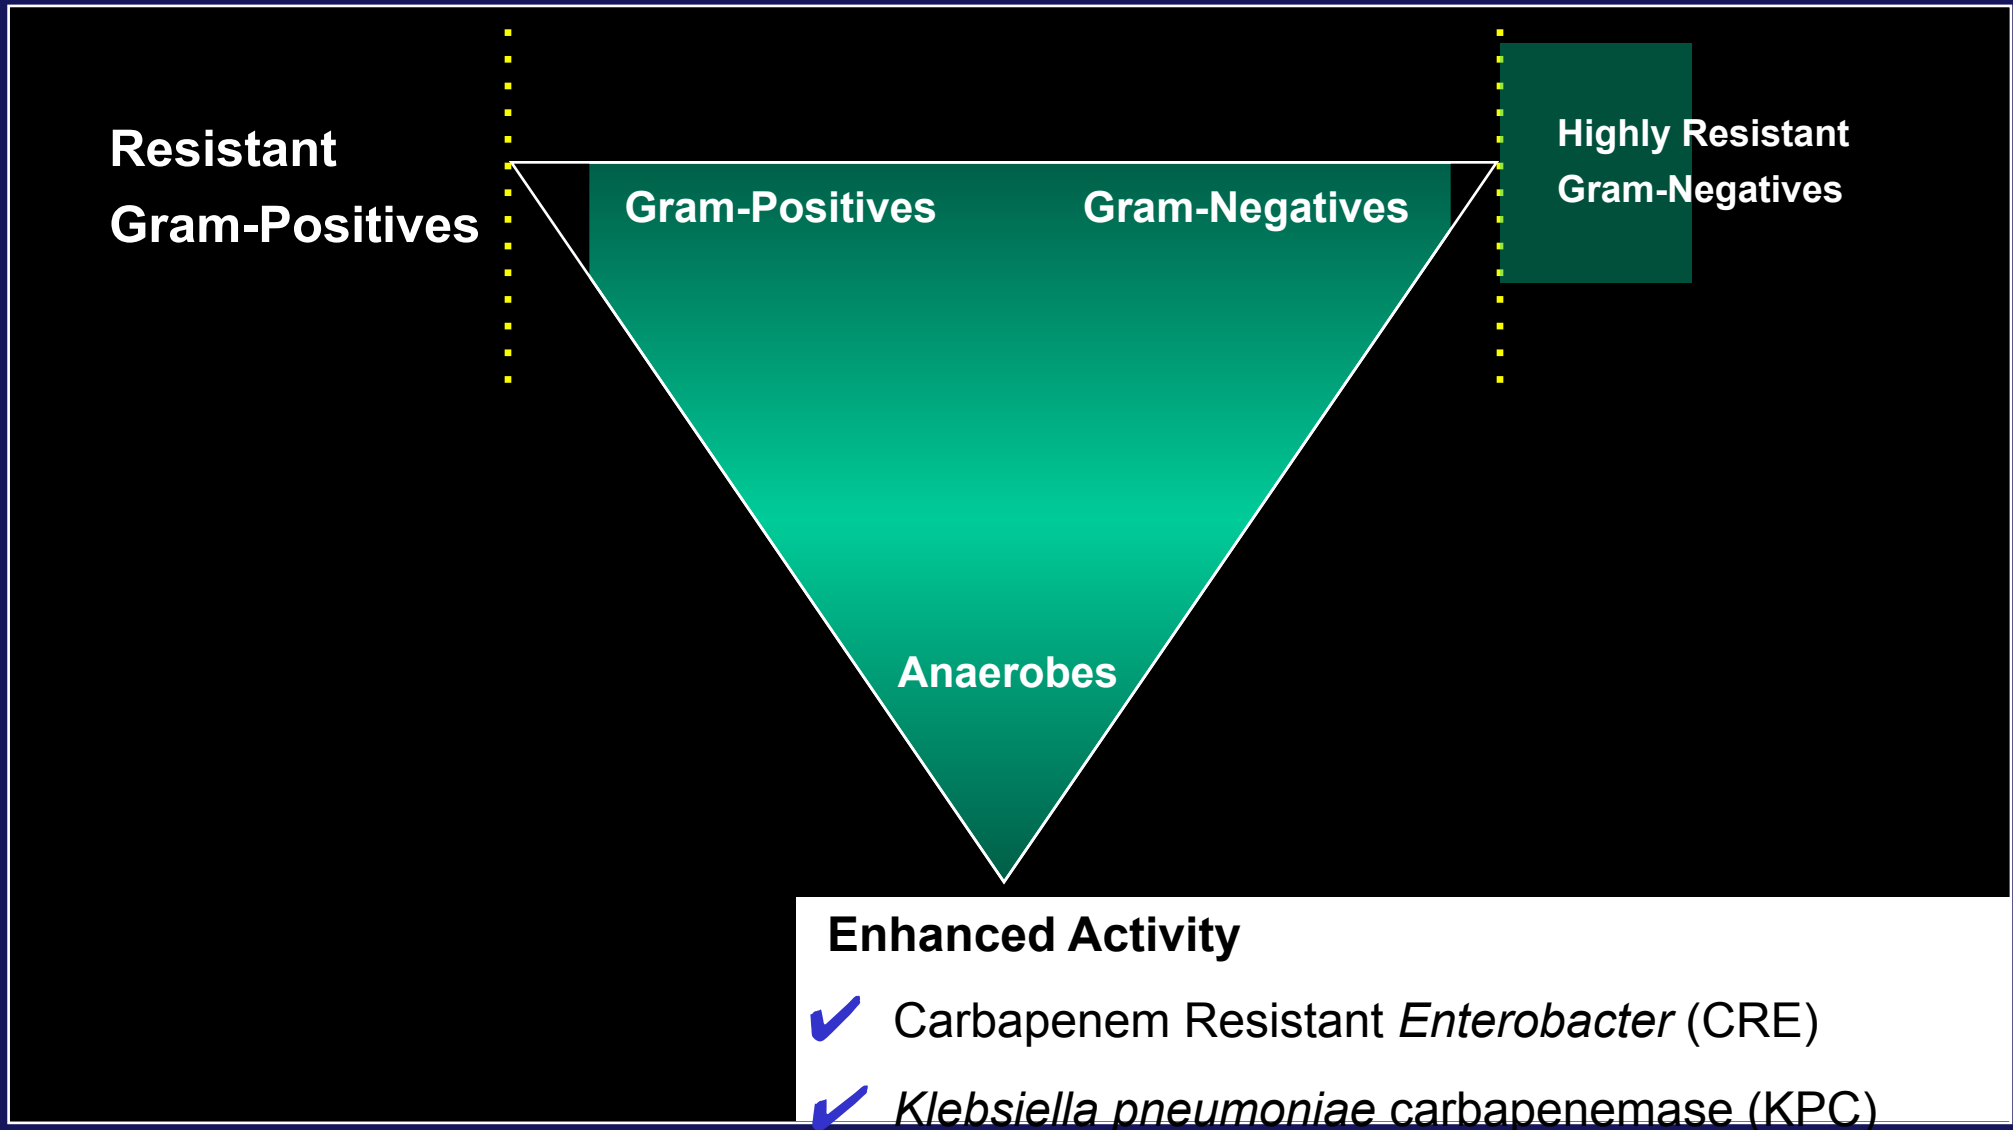 Resistant
Gram-Positives
Gram-Positives
Gram-Negatives
Highly Resistant
Gram-Negatives
Anaerobes
Enhanced Activity
✔ Carbapenem Resistant Enterobacter (CRE)
✔ Klebsiella pneumoniae carbapenemase (KPC)